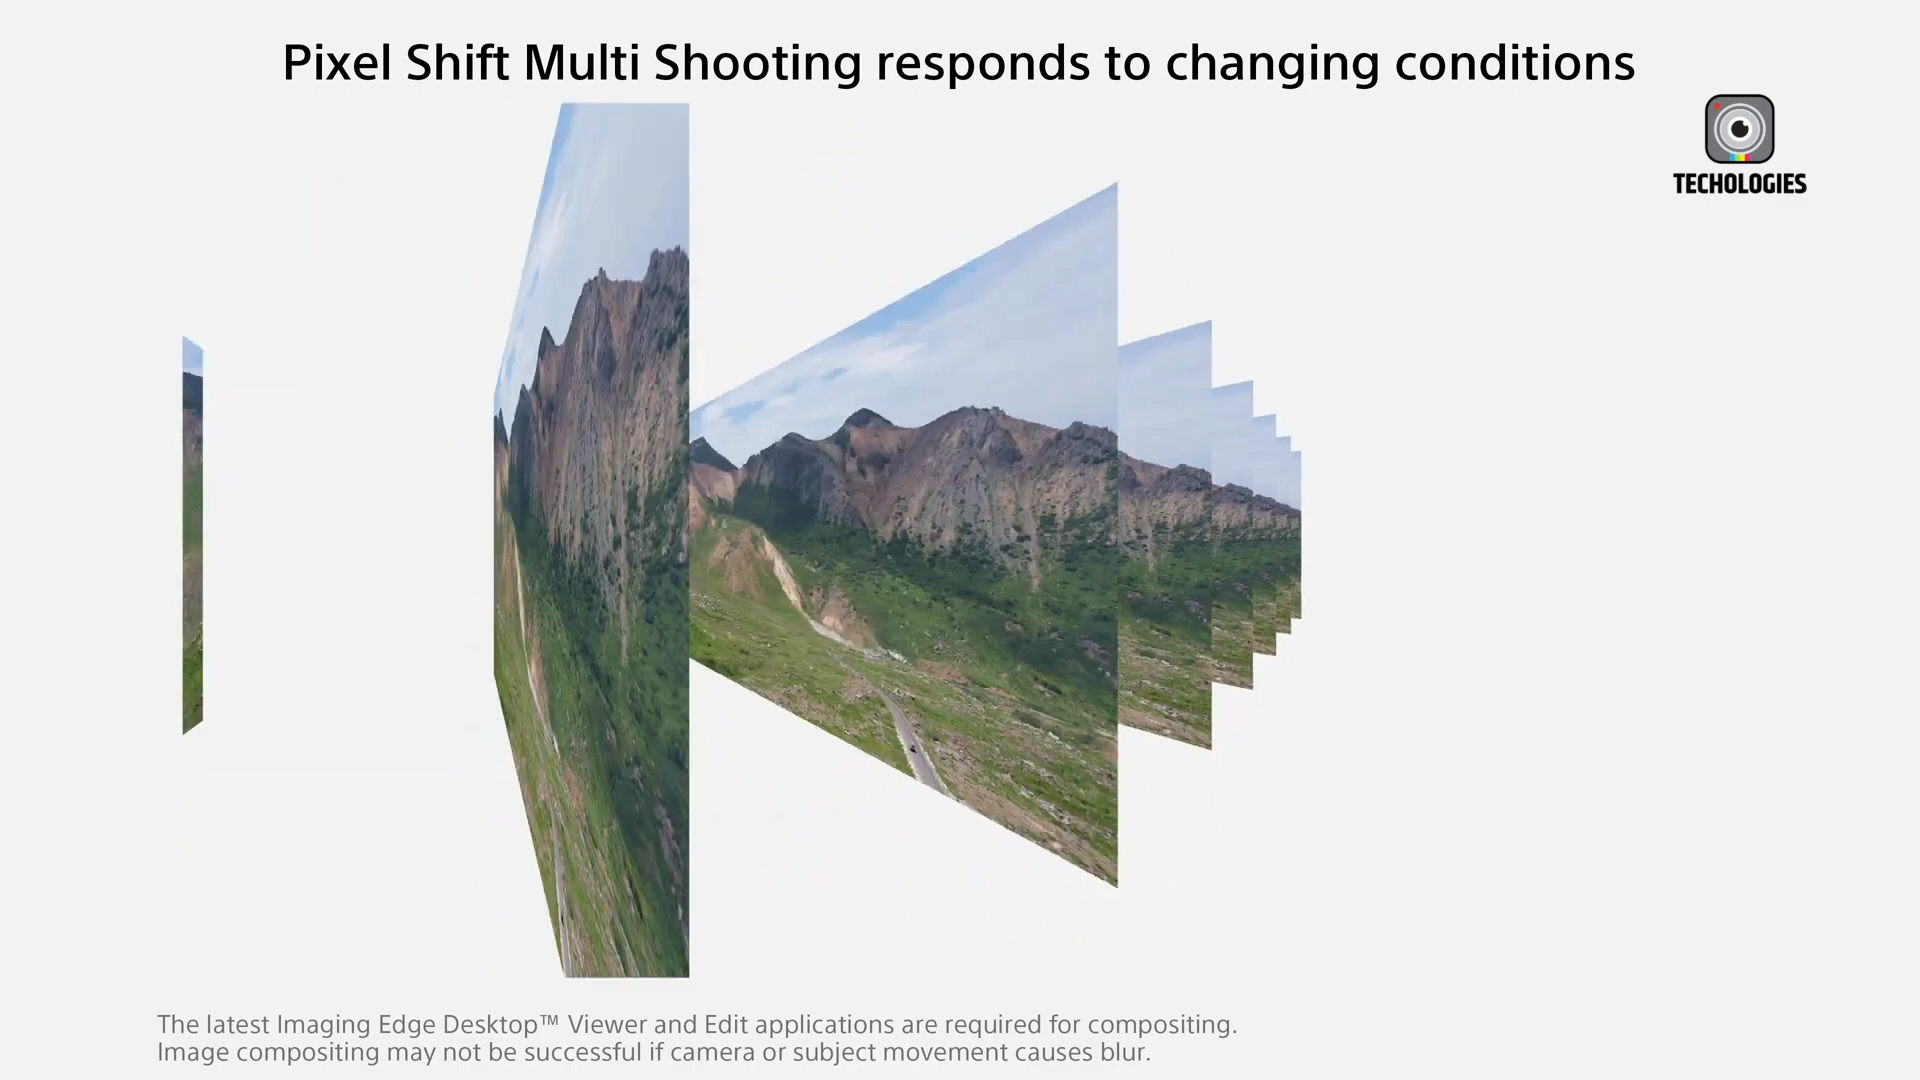 Pixel Shift Multi Shooting responds to changing conditions
TECHOLOGIES
The latest Imaging Edge Desktop™ Viewer and Edit applications are required for compositing.
Image compositing may not be successful if camera or subject movement causes blur.